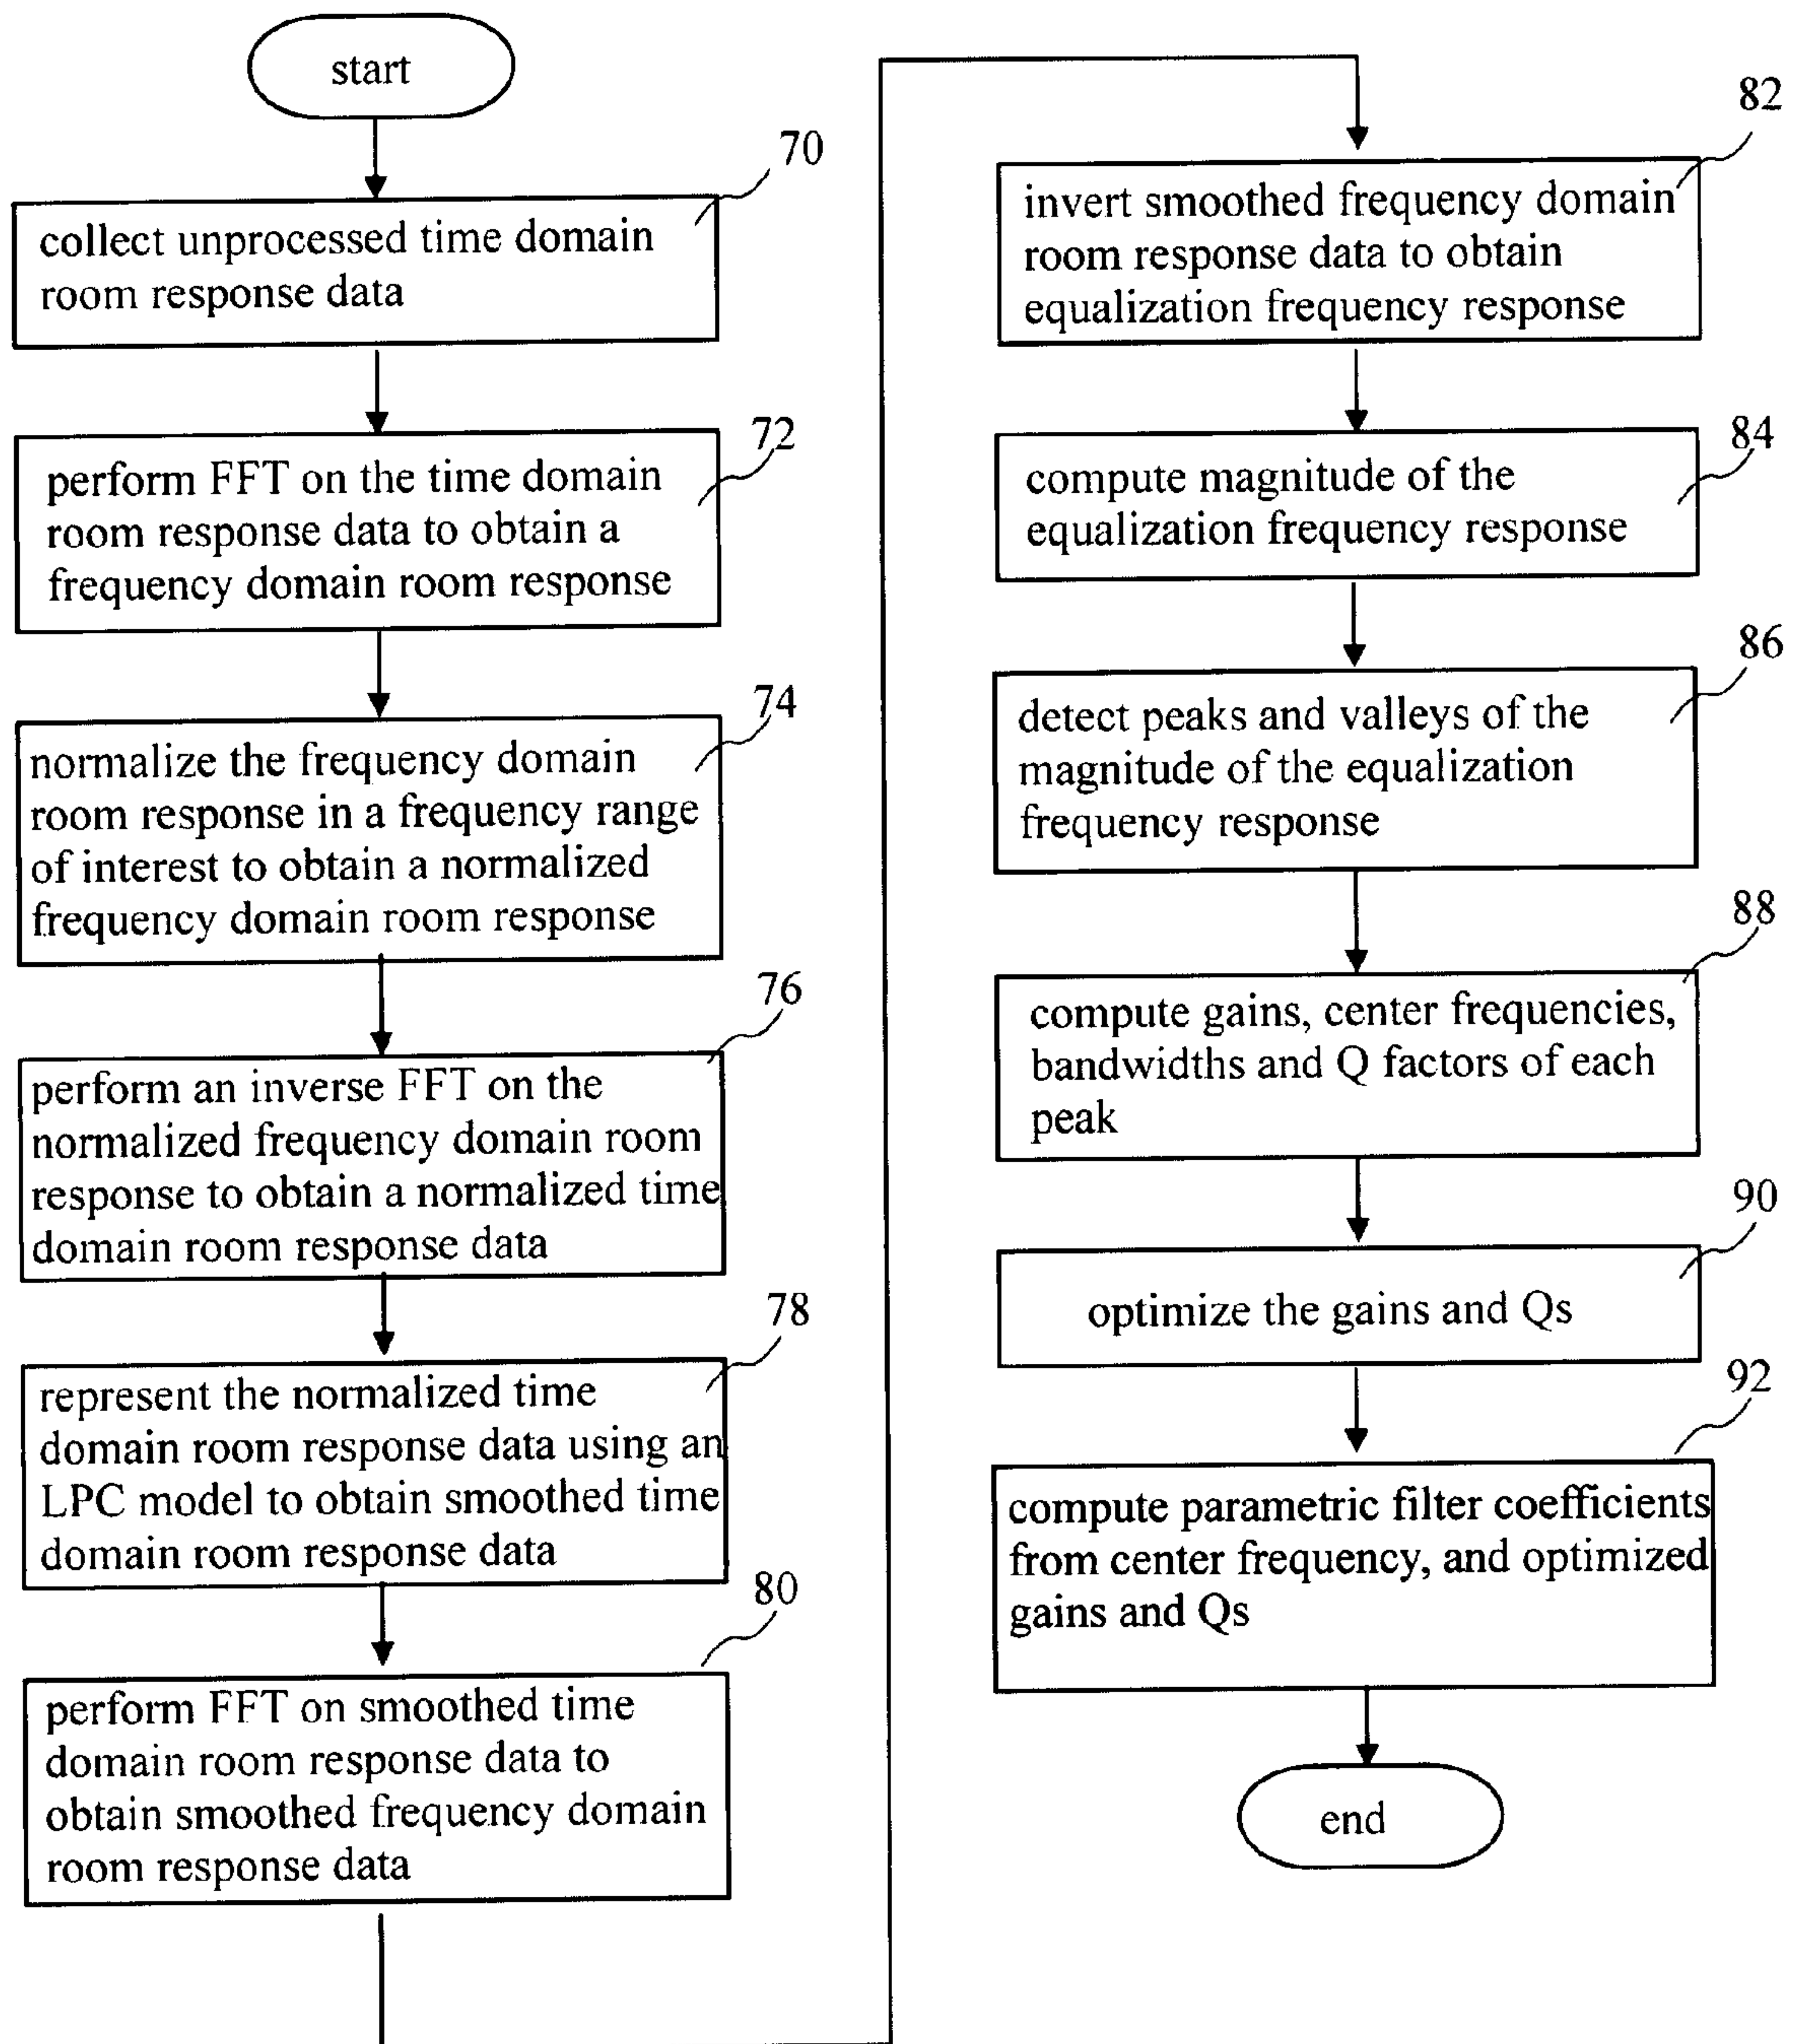 start
70
collect unprocessed time domain
room response data
72
perform FFT on the time domain
room response data to obtain a
frequency domain room response
74
normalize the frequency domain
room response in a frequency range
of interest to obtain a normalized
frequency domain room response
76
perform an inverse FFT on the
normalized frequency domain room
response to obtain a normalized time
domain room response data
78
represent the normalized time
domain room response data using an
LPC model to obtain smoothed time
domain room response data
80
perform FFT on smoothed time
domain room response data to
obtain smoothed frequency domain
room response data
82
invert smoothed frequency domain
room response data to obtain
equalization frequency response
84
compute magnitude of the
equalization frequency response
86
detect peaks and valleys of the
magnitude of the equalization
frequency response
88
compute gains, center frequencies,
bandwidths and Q factors of each
peak
90
optimize the gains and Qs
92
compute parametric filter coefficients
from center frequency, and optimized
gains and Qs
end